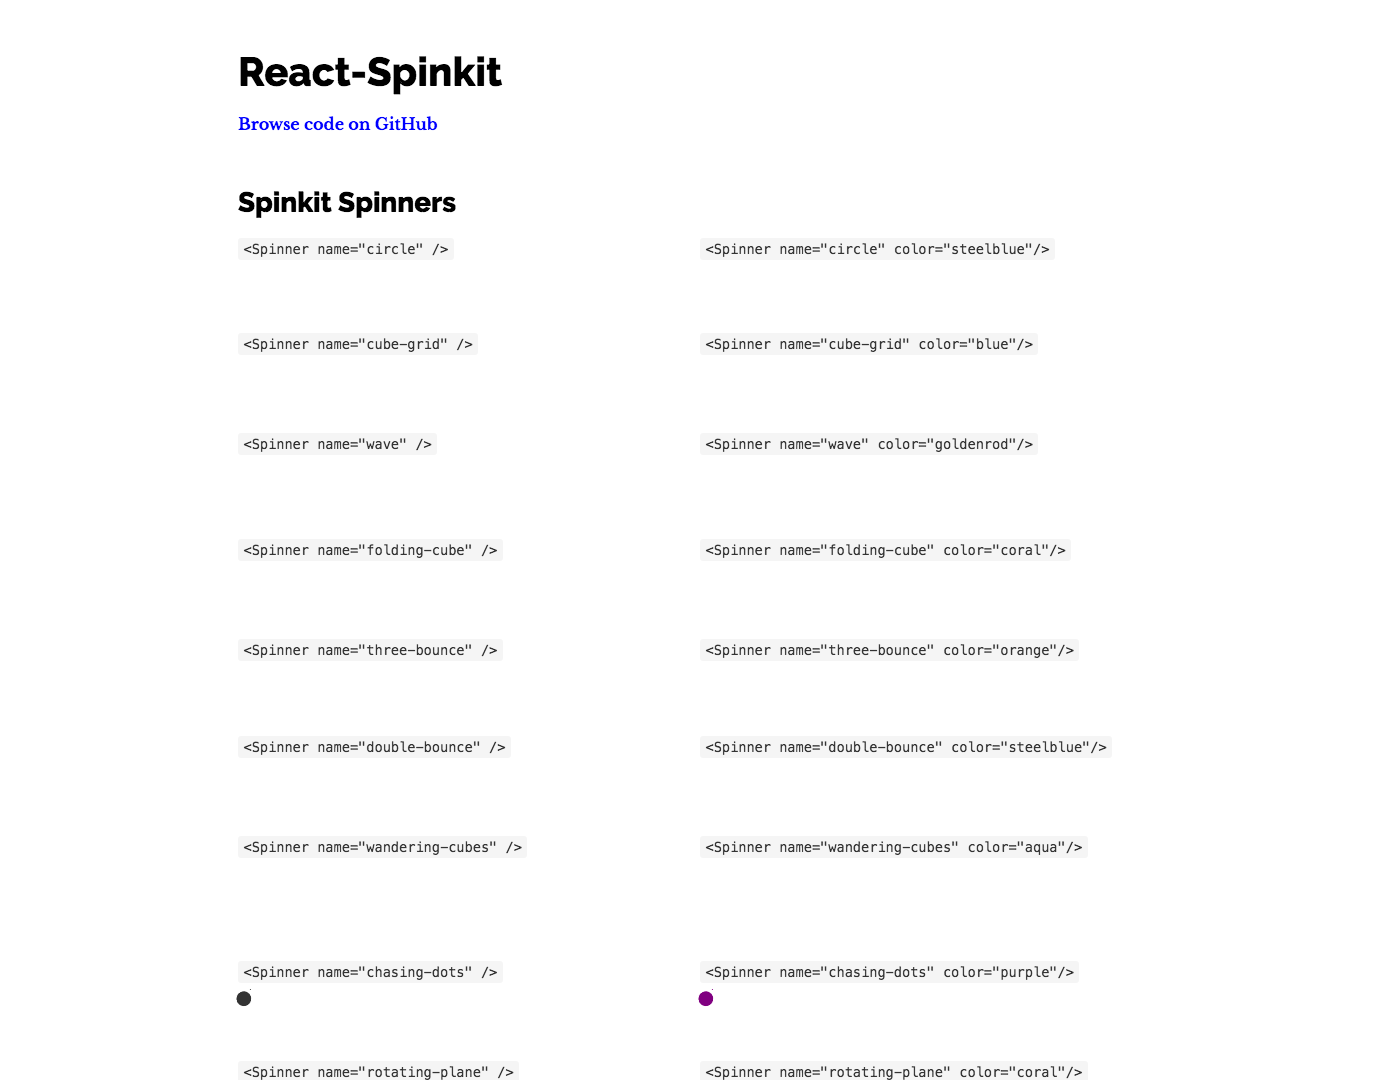 React-Spinkit
Browse code on GitHub
Spinkit Spinners
<Spinner name="circle" />
<Spinner name="circle" color="steelblue"/>
<Spinner name="cube-grid" />
<Spinner name="cube-grid" color="blue"/>
<Spinner name="wave" />
<Spinner name="wave" color="goldenrod"/>
<Spinner name="folding-cube" />
<Spinner name="folding-cube" color="coral"/>
<Spinner name="three-bounce" />
<Spinner name="three-bounce" color="orange"/>
<Spinner name="double-bounce" />
<Spinner name="double-bounce" color="steelblue"/>
<Spinner name="wandering-cubes" />
<Spinner name="wandering-cubes" color="aqua"/>
<Spinner name="chasing-dots" />
<Spinner name="chasing-dots" color="purple"/>
<Spinner name="rotating-plane" />
<Spinner name="rotating-plane" color="coral"/>